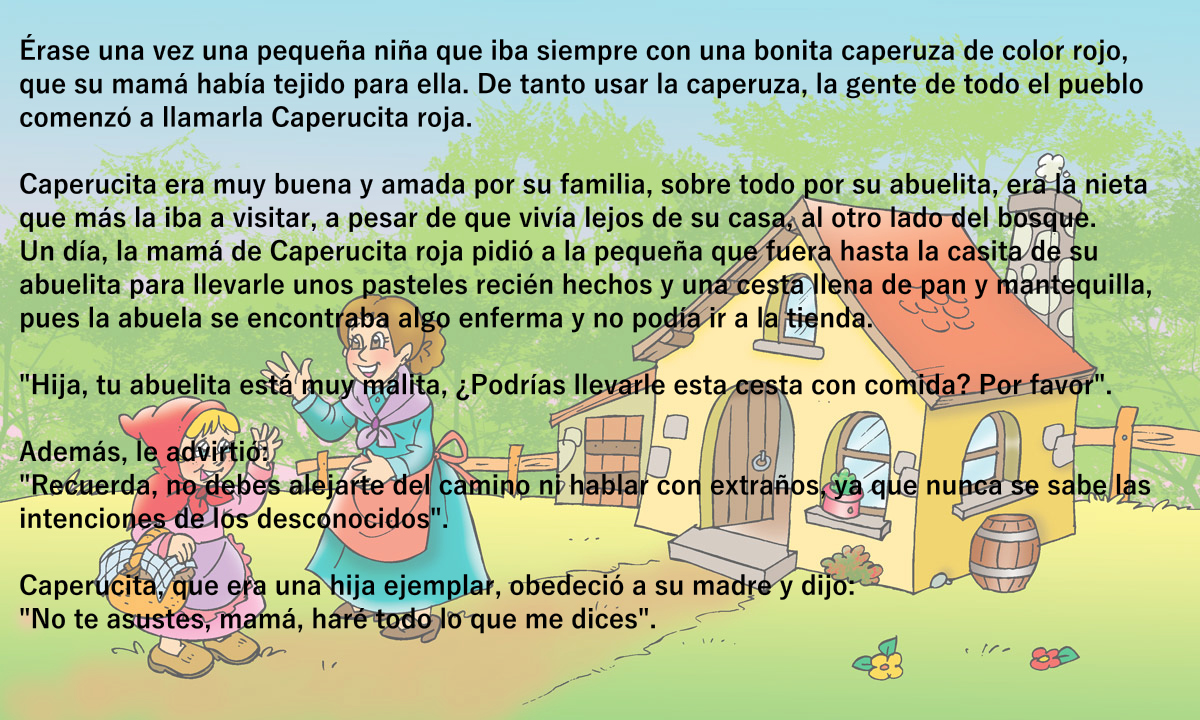 Érase una vez una pequeña niña que iba siempre con una bonita caperuza de color rojo,
que su mamá había tejido para ella. De tanto usar la caperuza, la gente de todo el pueblo
comenzó a llamarla Caperucita roja.
Caperucita era muy buena y amada por su familia, sobre todo por su abuelita, era la nieta
que más la iba a visitar, a pesar de que vivía lejos de su casa, al otro lado del bosque.
Un día, la mamá de Caperucita roja pidió a la pequeña que fuera hasta la casita de su
abuelita para llevarle unos pasteles recién hechos y una cesta llena de pan y mantequilla,
pues la abuela se encontraba algo enferma y no podía ir a la tienda.
"Hija, tu abuelita está muy malita, ¿Podrías llevarle esta cesta con comida? Por favor".
Además, le advirtió:
"Recuerda, no debes alejarte del camino ni hablar con extraños, ya que nunca se sabe las
intenciones de los desconocidos".
Caperucita, que era una hija ejemplar, obedeció a su madre y dijo:
"No te asustes, mamá, haré todo lo que me dices".